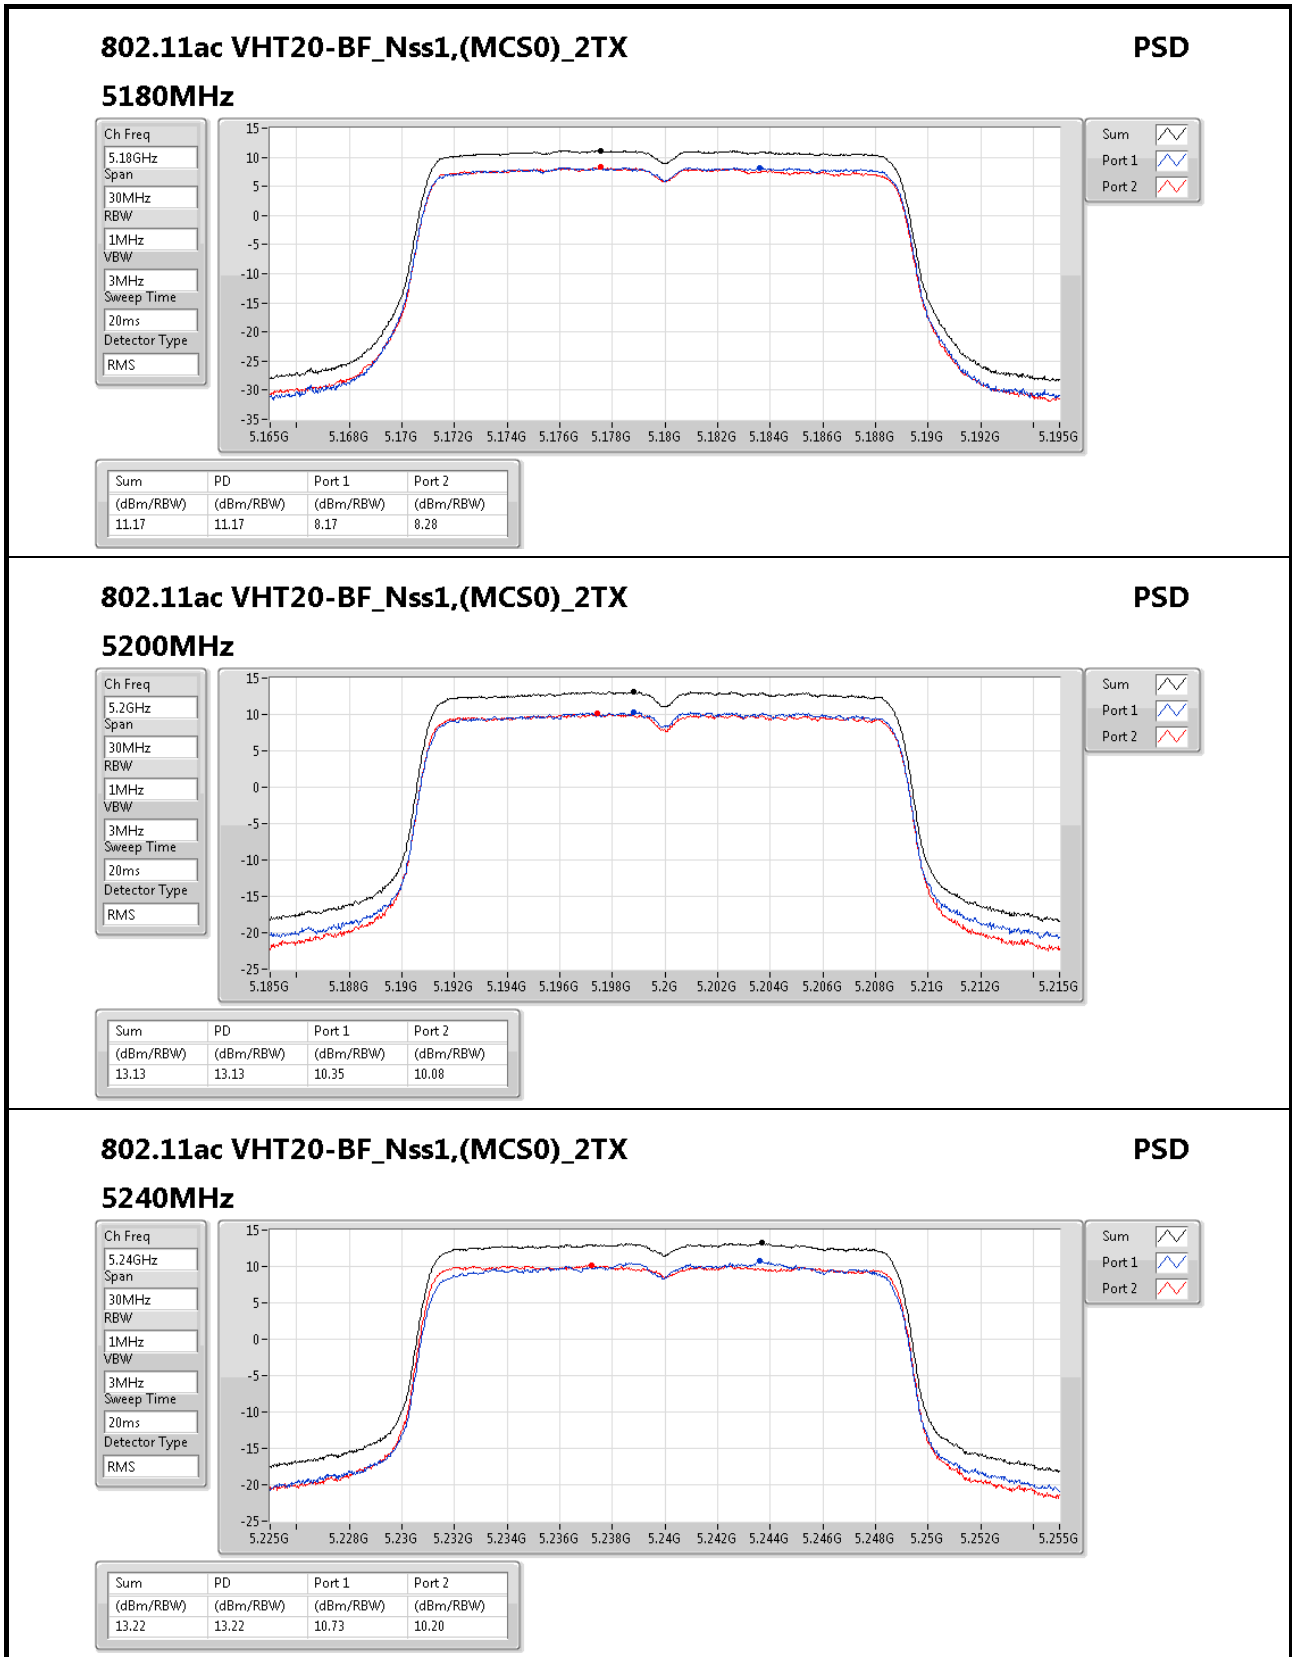 802.11ac VHT20-BF_Nss1,(MCS0)_2TX PSD
5180MHz
Ch Freq
5.18GHz
Span
30MHz
RBW
1MHz
VBW
3MHz
Sweep Time
20ms
Detector Type
RMS
15
10
5
0
-5
-10
-15
-20
-25
-30
-35
5.165G 5.168G 5.17G 5.172G 5.174G 5.176G 5.178G 5.18G 5.182G 5.184G 5.186G 5.188G 5.19G 5.192G 5.195G
Sum
Port 1
Port 2
Sum PD Port 1 Port 2
(dBm/RBW) (dBm/RBW) (dBm/RBW) (dBm/RBW)
11.17 11.17 8.17 8.28
802.11ac VHT20-BF_Nss1,(MCS0)_2TX PSD
5200MHz
Ch Freq
5.2GHz
Span
30MHz
RBW
1MHz
VBW
3MHz
Sweep Time
20ms
Detector Type
RMS
15
10
5
0
-5
-10
-15
-20
-25
5.185G 5.188G 5.19G 5.192G 5.194G 5.196G 5.198G 5.2G 5.202G 5.204G 5.206G 5.208G 5.21G 5.212G 5.215G
Sum
Port 1
Port 2
Sum PD Port 1 Port 2
(dBm/RBW) (dBm/RBW) (dBm/RBW) (dBm/RBW)
13.13 13.13 10.35 10.08
802.11ac VHT20-BF_Nss1,(MCS0)_2TX PSD
5240MHz
Ch Freq
5.24GHz
Span
30MHz
RBW
1MHz
VBW
3MHz
Sweep Time
20ms
Detector Type
RMS
15
10
5
0
-5
-10
-15
-20
-25
5.225G 5.228G 5.23G 5.232G 5.234G 5.236G 5.238G 5.24G 5.242G 5.244G 5.246G 5.248G 5.25G 5.252G 5.255G
Sum
Port 1
Port 2
Sum PD Port 1 Port 2
(dBm/RBW) (dBm/RBW) (dBm/RBW) (dBm/RBW)
13.22 13.22 10.73 10.20